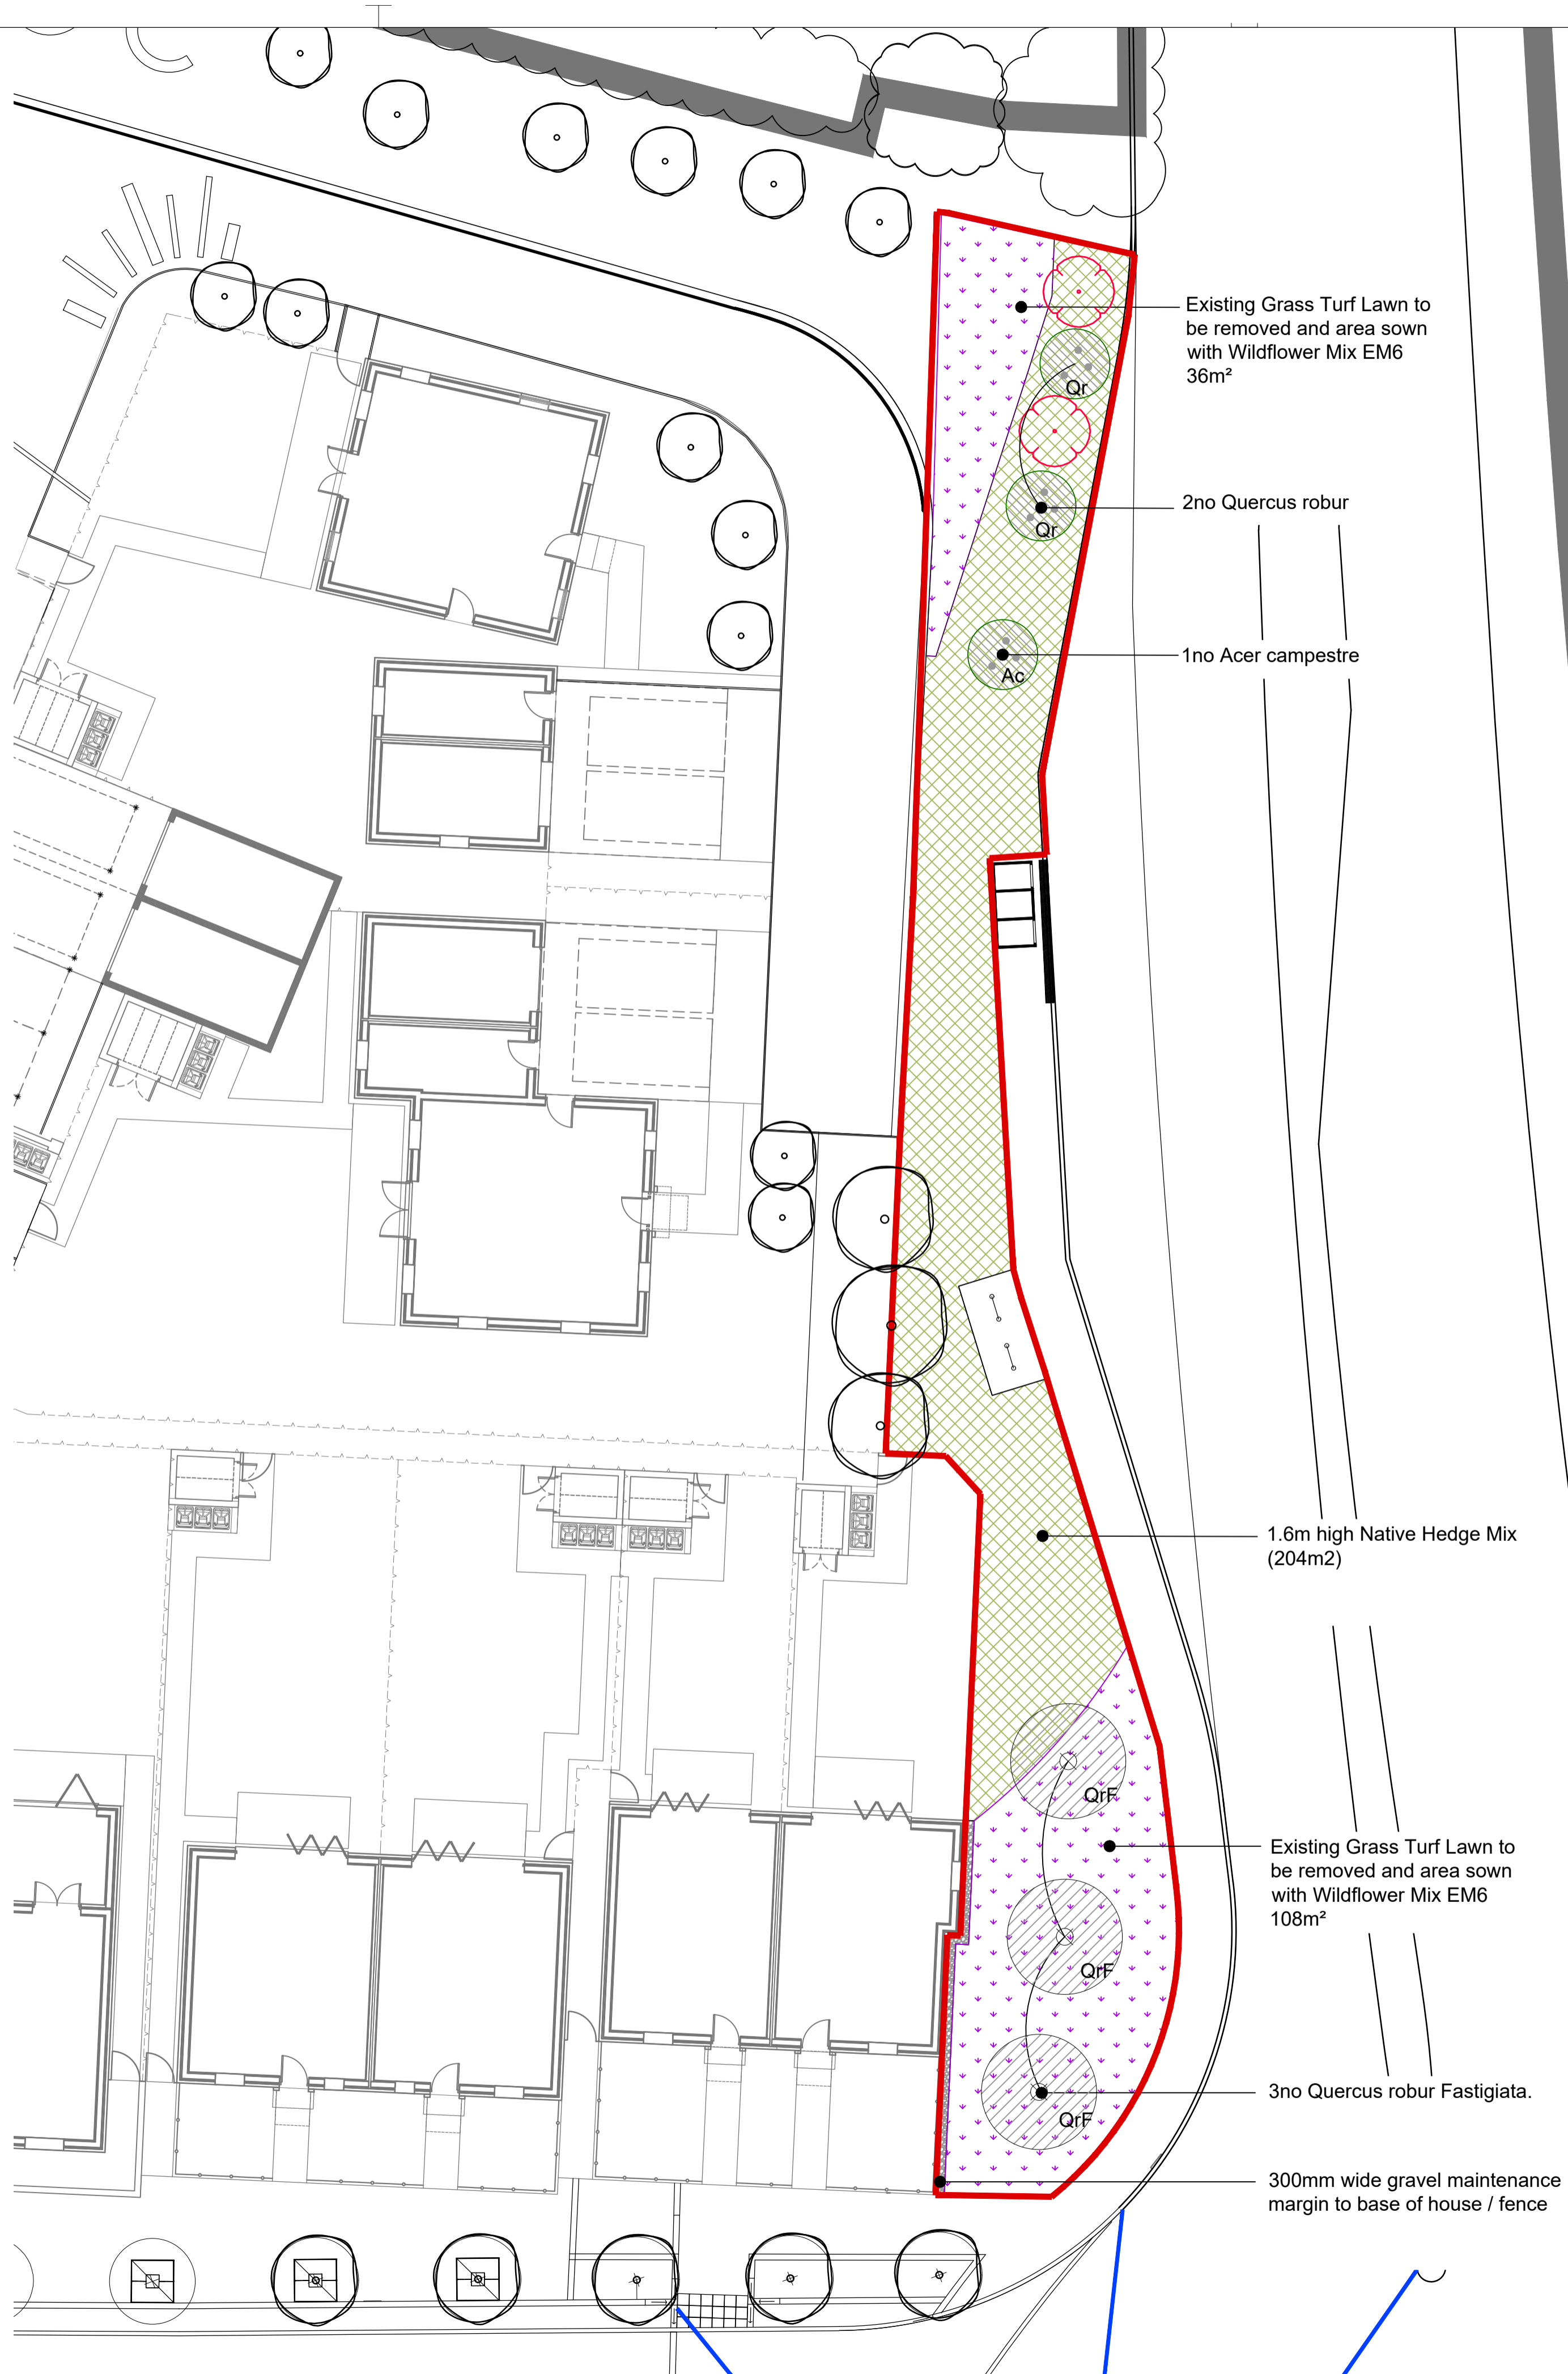 Existing Grass Turf Lawn to
be removed and area sown
with Wildflower Mix EM6
36m²
Qr
2no Quercus robur
Qr
1no Acer campestre
Ac
1.6m high Native Hedge Mix
(204m2)
QrF
Existing Grass Turf Lawn to
be removed and area sown
with Wildflower Mix EM6
108m²
QrF
3no Quercus robur Fastigiata.
QrF
300mm wide gravel maintenance
margin to base of house / fence